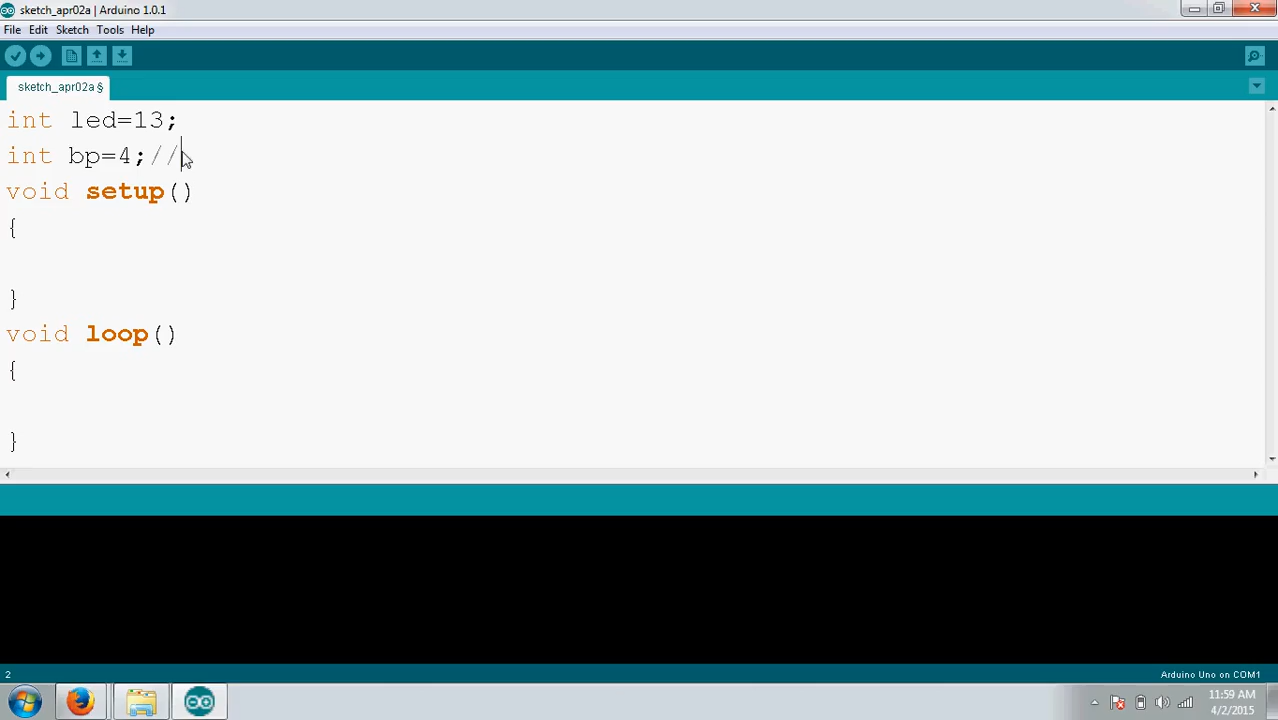 sketch_apr02a | Arduino 1.0.1
File Edit Sketch Tools Help
sketch_apr02a §
int led=13;
int bp=4;//
void setup()
{
}
void loop()
{
}
2
Arduino Uno on COM1
11:59 AM
4/2/2015